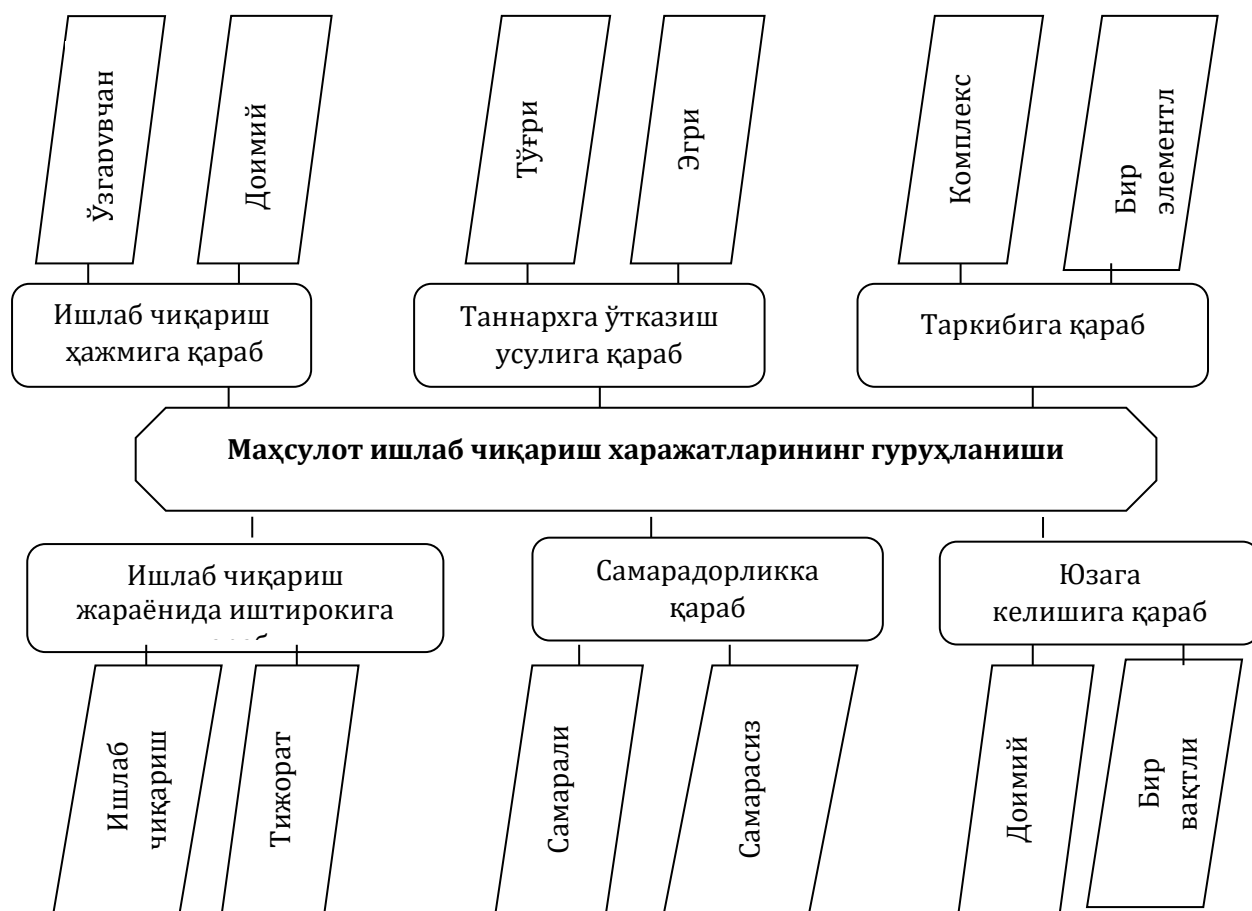 Ўзгарувчан
Доимий
Тўғри
Эгри
Комплекс
Бир
элементл
Ишлаб чиқариш
ҳажмига қараб
Таннархга ўтказиш
усулига қараб
Таркибига қараб
Маҳсулот ишлаб чиқариш харажатларининг гуруҳланиши
Ишлаб чиқариш
жараёнида иштирокига
Самарадорликка
қараб
Юзага
келишига қараб
Ишлаб
чиқариш
Тижорат
Самарали
Самарасиз
Доимий
Бир
вақтли